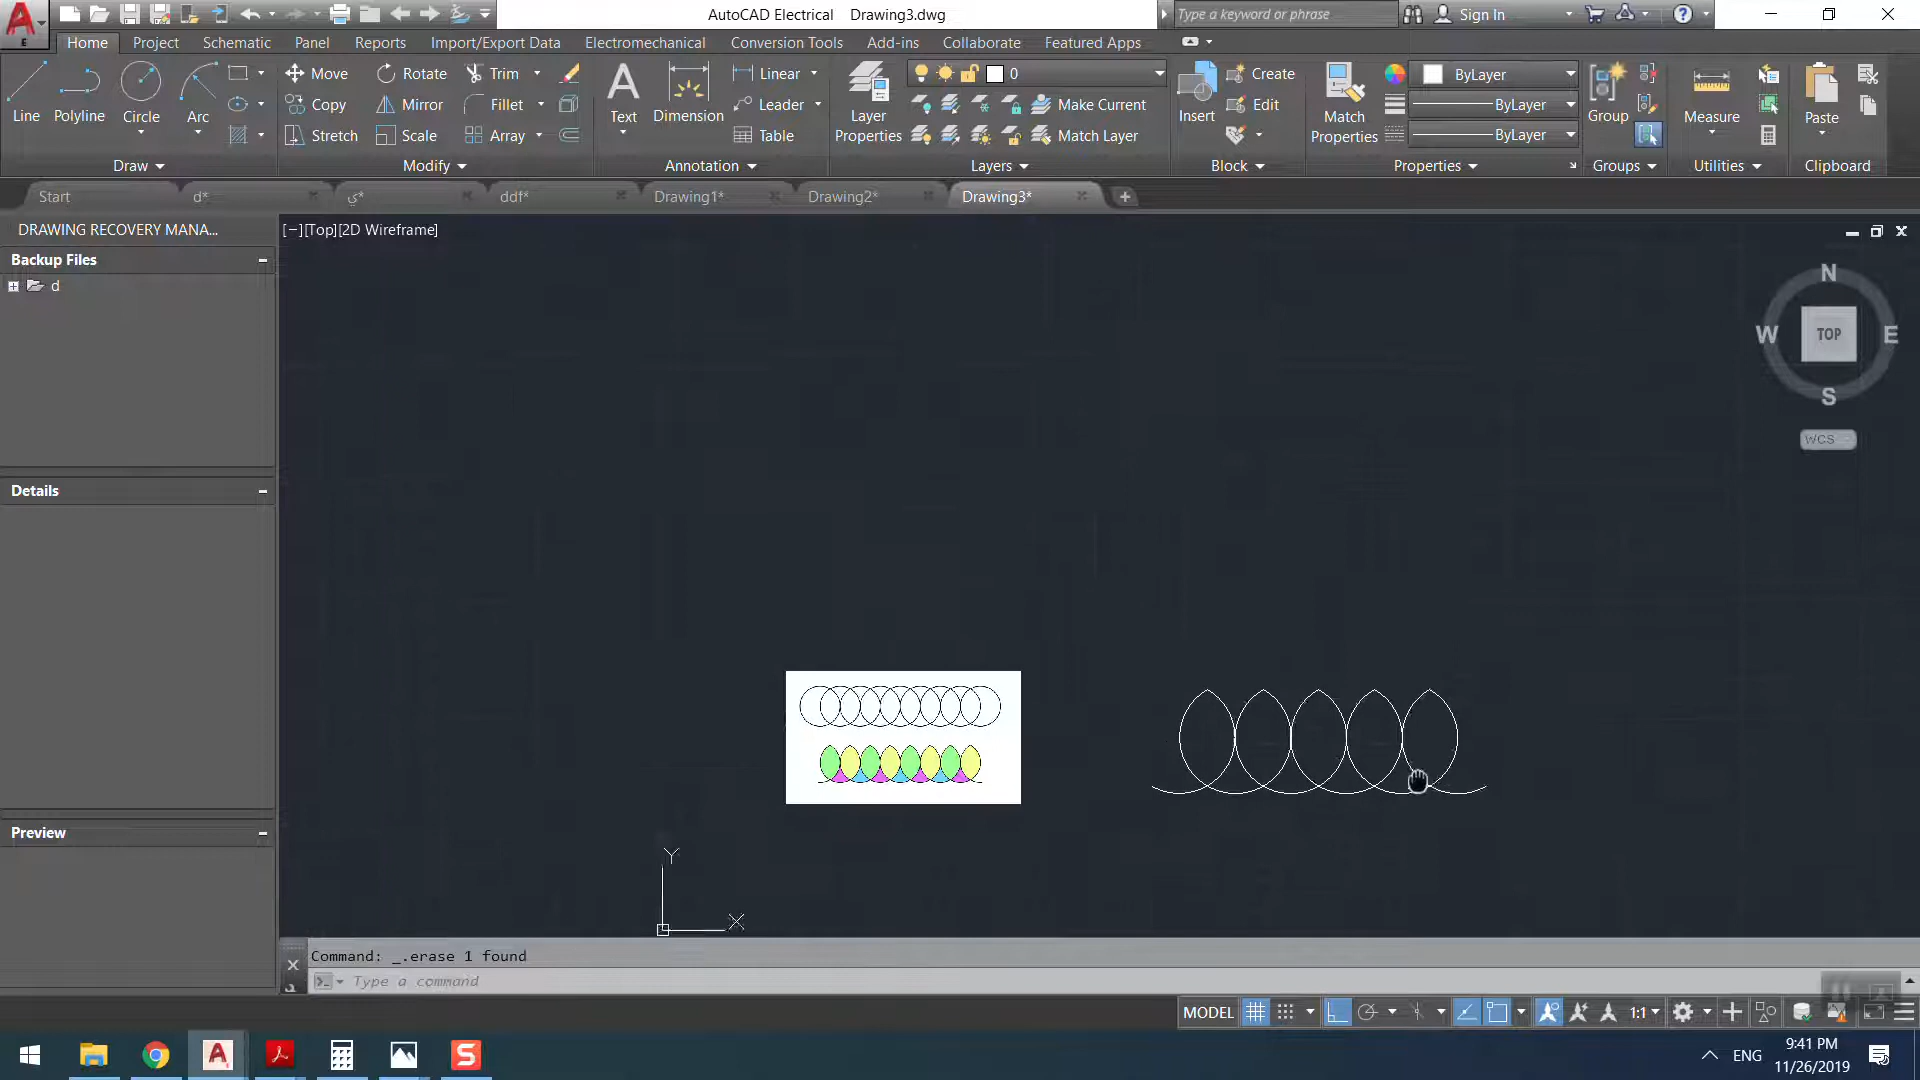 AutoCAD Electrical Drawing3.dwg
Type a keyword or phrase
Sign In
E
Home Project Schematic Panel Reports Import/Export Data Electromechanical Conversion Tools Add-ins Collaborate Featured Apps
Line Polyline Circle Arc
Move Rotate Trim
Copy Mirror Fillet
Stretch Scale Array
Text Dimension
Linear
Leader
Table
Layer Properties
0
Make Current
Match Layer
Insert
Create
Edit
Match Properties
ByLayer
ByLayer
ByLayer
Group Measure Paste
Draw Modify Annotation Layers Block Properties Groups Utilities Clipboard
Start d* ي* ddf* Drawing1* Drawing2* Drawing3*
DRAWING RECOVERY MANA...
[−][Top][2D Wireframe]
Backup Files
d
N
W TOP E
S
WCS
Details
Preview
Y
X
Command: _.erase 1 found
Type a command
MODEL 1:1
ENG
9:41 PM
11/26/2019